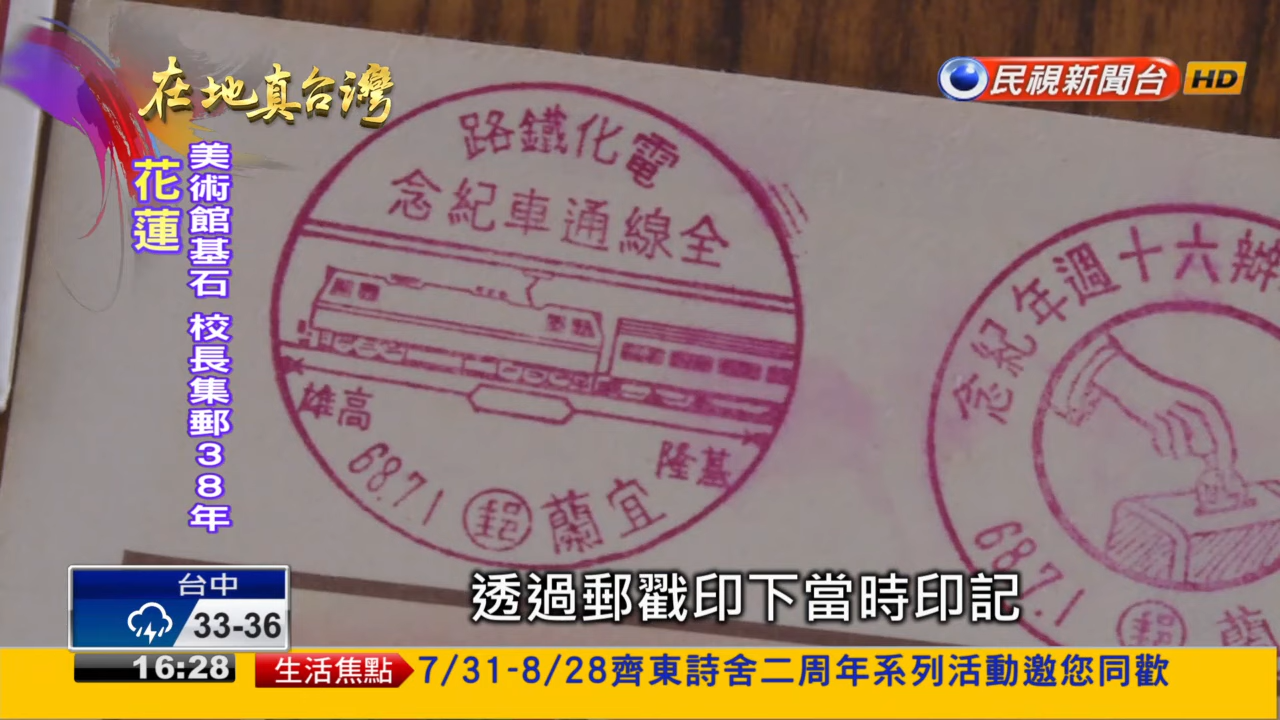 在地真台灣
民視新聞台 HD
花蓮
美術館基石 校長集郵38年
電化鐵路
全線通車紀念
高雄
基隆
68.7.1 郵 宜蘭
辦六十週年紀念
68.7.1 郵 蘭
透過郵戳印下當時印記
台中
33-36
16:28
生活焦點
7/31-8/28齊東詩舍二周年系列活動邀您同歡